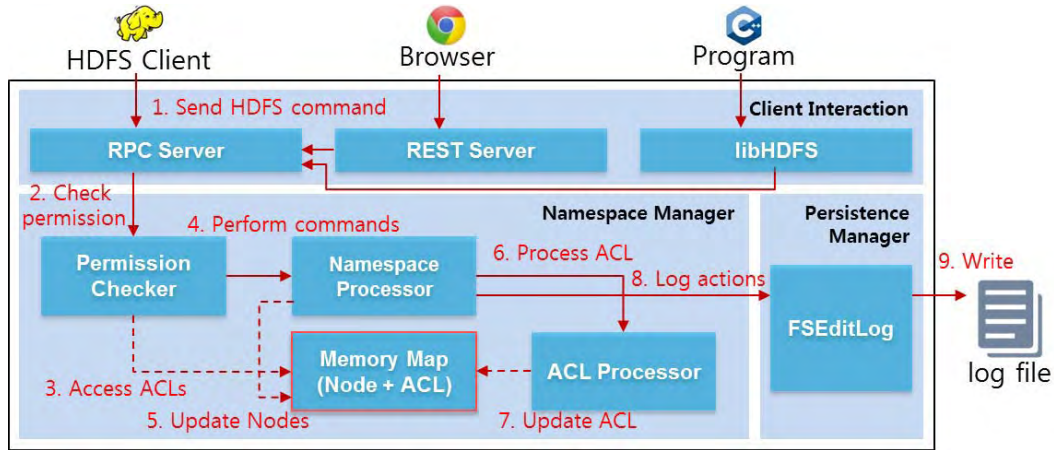 HDFS Client
Browser
Program
1. Send HDFS command
Client Interaction
RPC Server
REST Server
libHDFS
2. Check
permission
4. Perform commands
Namespace Manager
Persistence
Manager
Permission
Checker
Namespace
Processor
6. Process ACL
8. Log actions
9. Write
FSEditLog
Memory Map
(Node + ACL)
ACL Processor
log file
3. Access ACLs
5. Update Nodes
7. Update ACL